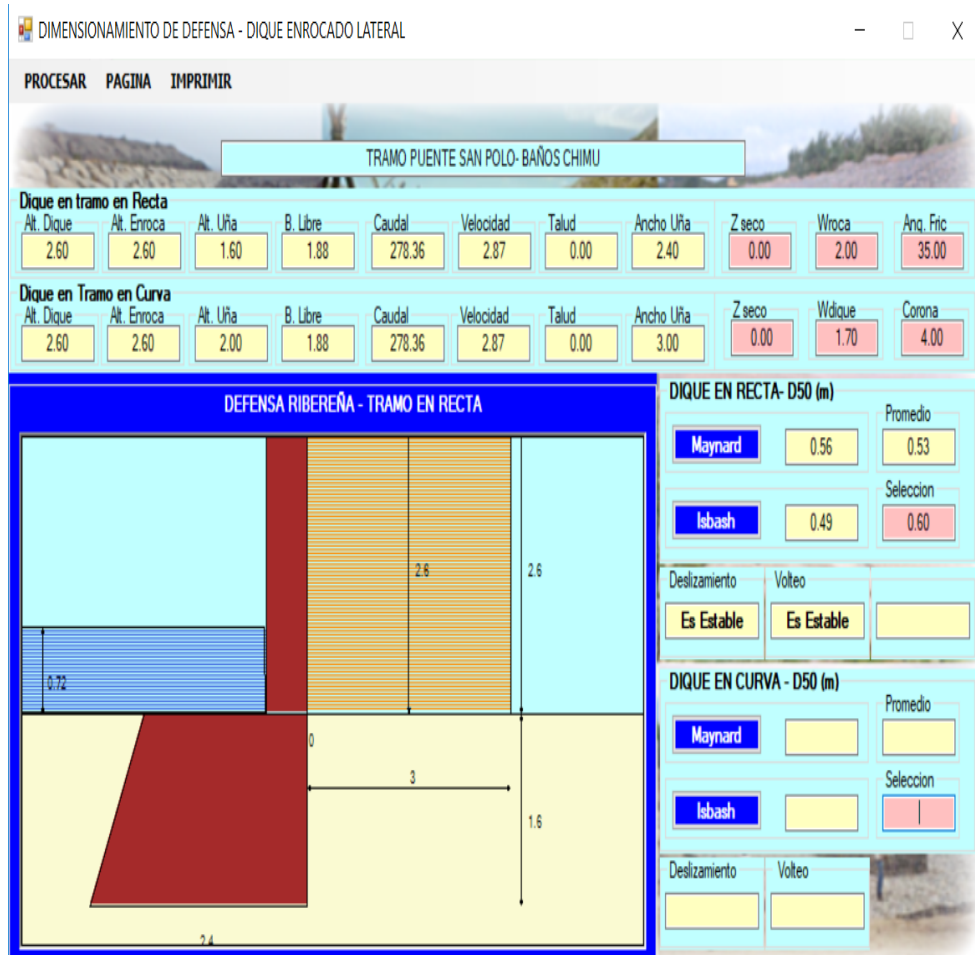 DIMENSIONAMIENTO DE DEFENSA - DIQUE ENROCADO LATERAL
PROCESAR PAGINA IMPRIMIR
TRAMO PUENTE SAN POLO- BAÑOS CHIMU
Dique en tramo en Recta
Alt. Dique Alt. Enroca Alt. Uña B. Libre Caudal Velocidad Talud Ancho Uña Z seco Wroca Ang. Fric
2.60 2.60 1.60 1.88 278.36 2.87 0.00 2.40 0.00 2.00 35.00
Dique en Tramo en Curva
Alt. Dique Alt. Enroca Alt. Uña B. Libre Caudal Velocidad Talud Ancho Uña Z seco Wdique Corona
2.60 2.60 2.00 1.88 278.36 2.87 0.00 3.00 0.00 1.70 4.00
DEFENSA RIBEREÑA - TRAMO EN RECTA
2.6 2.6
0.72
0
3
1.6
2.4
DIQUE EN RECTA- D50 (m)
Promedio
Maynard 0.56 0.53
Seleccion
Isbash 0.49 0.60
Deslizamiento Volteo
Es Estable Es Estable
DIQUE EN CURVA - D50 (m)
Promedio
Maynard
Seleccion
Isbash
Deslizamiento Volteo